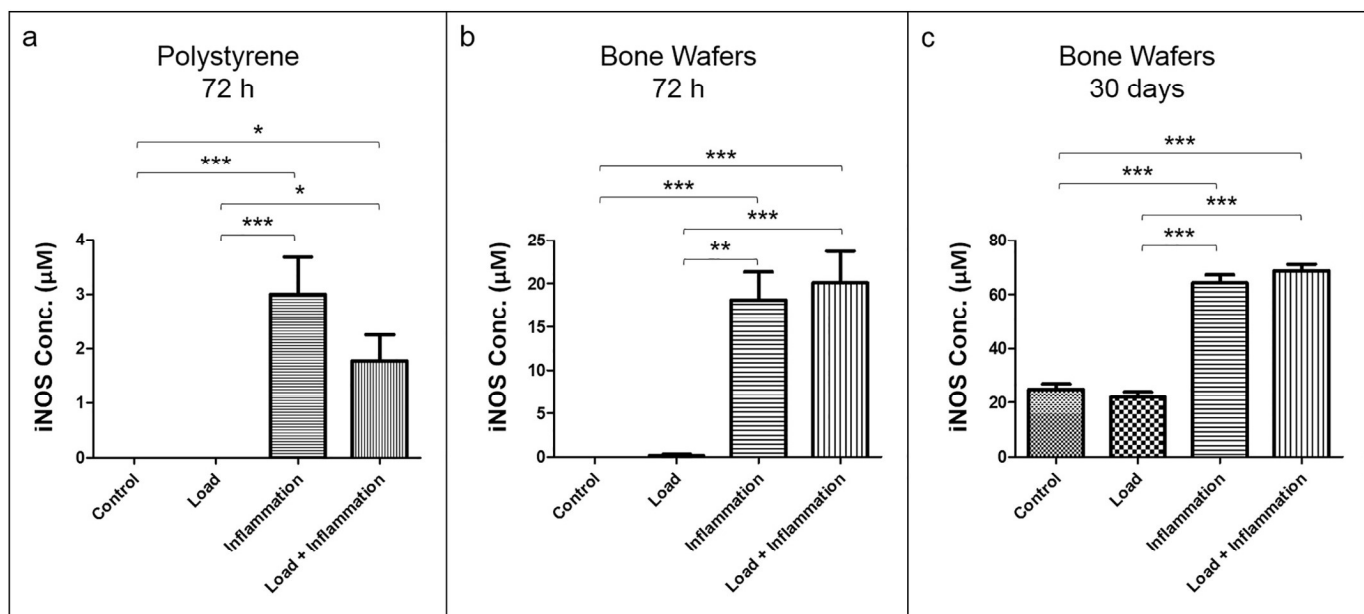 a
Polystyrene
72 h
*
***
*
***
iNOS Conc. (µM)
4
3
2
1
0
Control
Load
Inflammation
Load + Inflammation
b
Bone Wafers
72 h
***
***
***
**
iNOS Conc. (µM)
25
20
15
10
5
0
Control
Load
Inflammation
Load + Inflammation
c
Bone Wafers
30 days
***
***
***
***
iNOS Conc. (µM)
80
60
40
20
0
Control
Load
Inflammation
Load + Inflammation